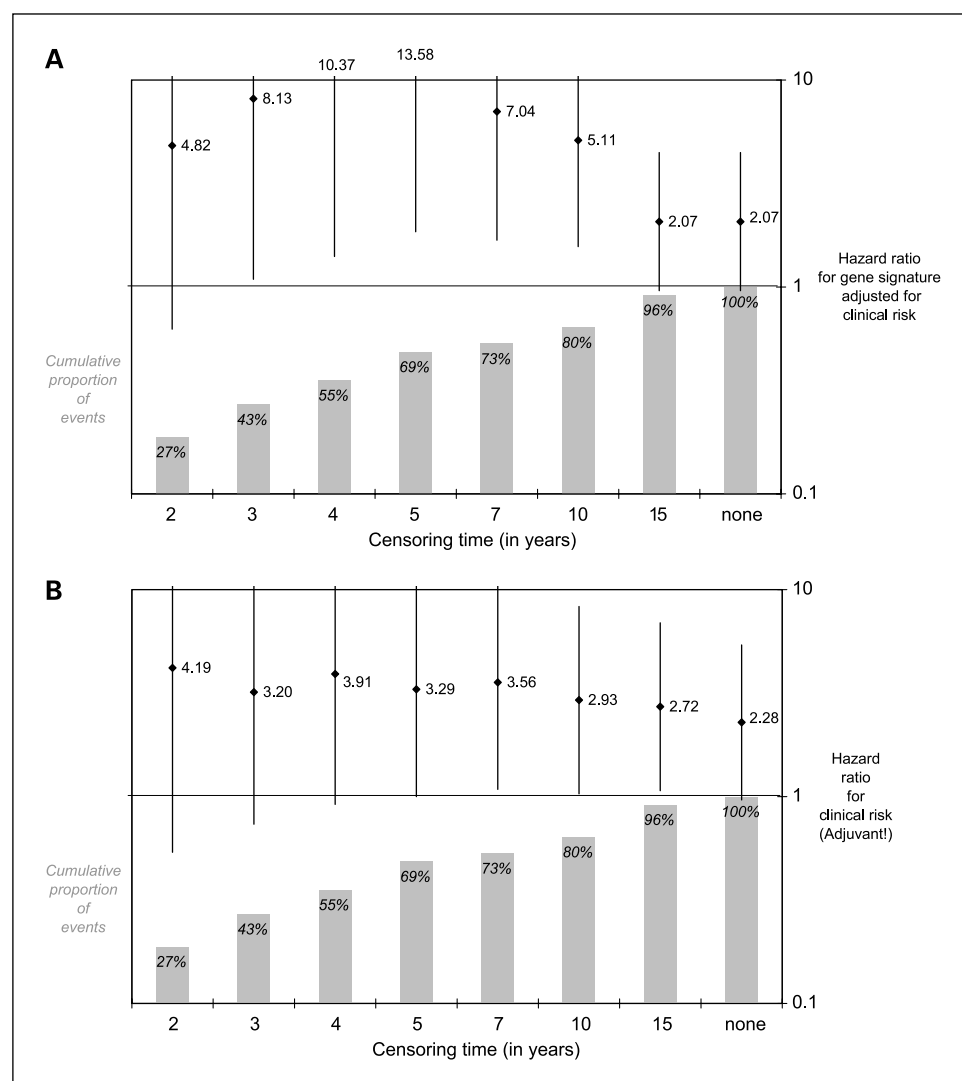 A
10.37
13.58
10
8.13
7.04
4.82
5.11
2.07
2.07
Hazard ratio
for gene signature
adjusted for
clinical risk
1
100%
96%
80%
73%
69%
55%
43%
27%
Cumulative
proportion
of
events
0.1
2 3 4 5 7 10 15 none
Censoring time (in years)
B
10
4.19
3.20
3.91
3.29
3.56
2.93
2.72
2.28
Hazard
ratio
for
clinical risk
(Adjuvant!)
1
100%
96%
80%
73%
69%
55%
43%
27%
Cumulative
proportion
of
events
0.1
2 3 4 5 7 10 15 none
Censoring time (in years)